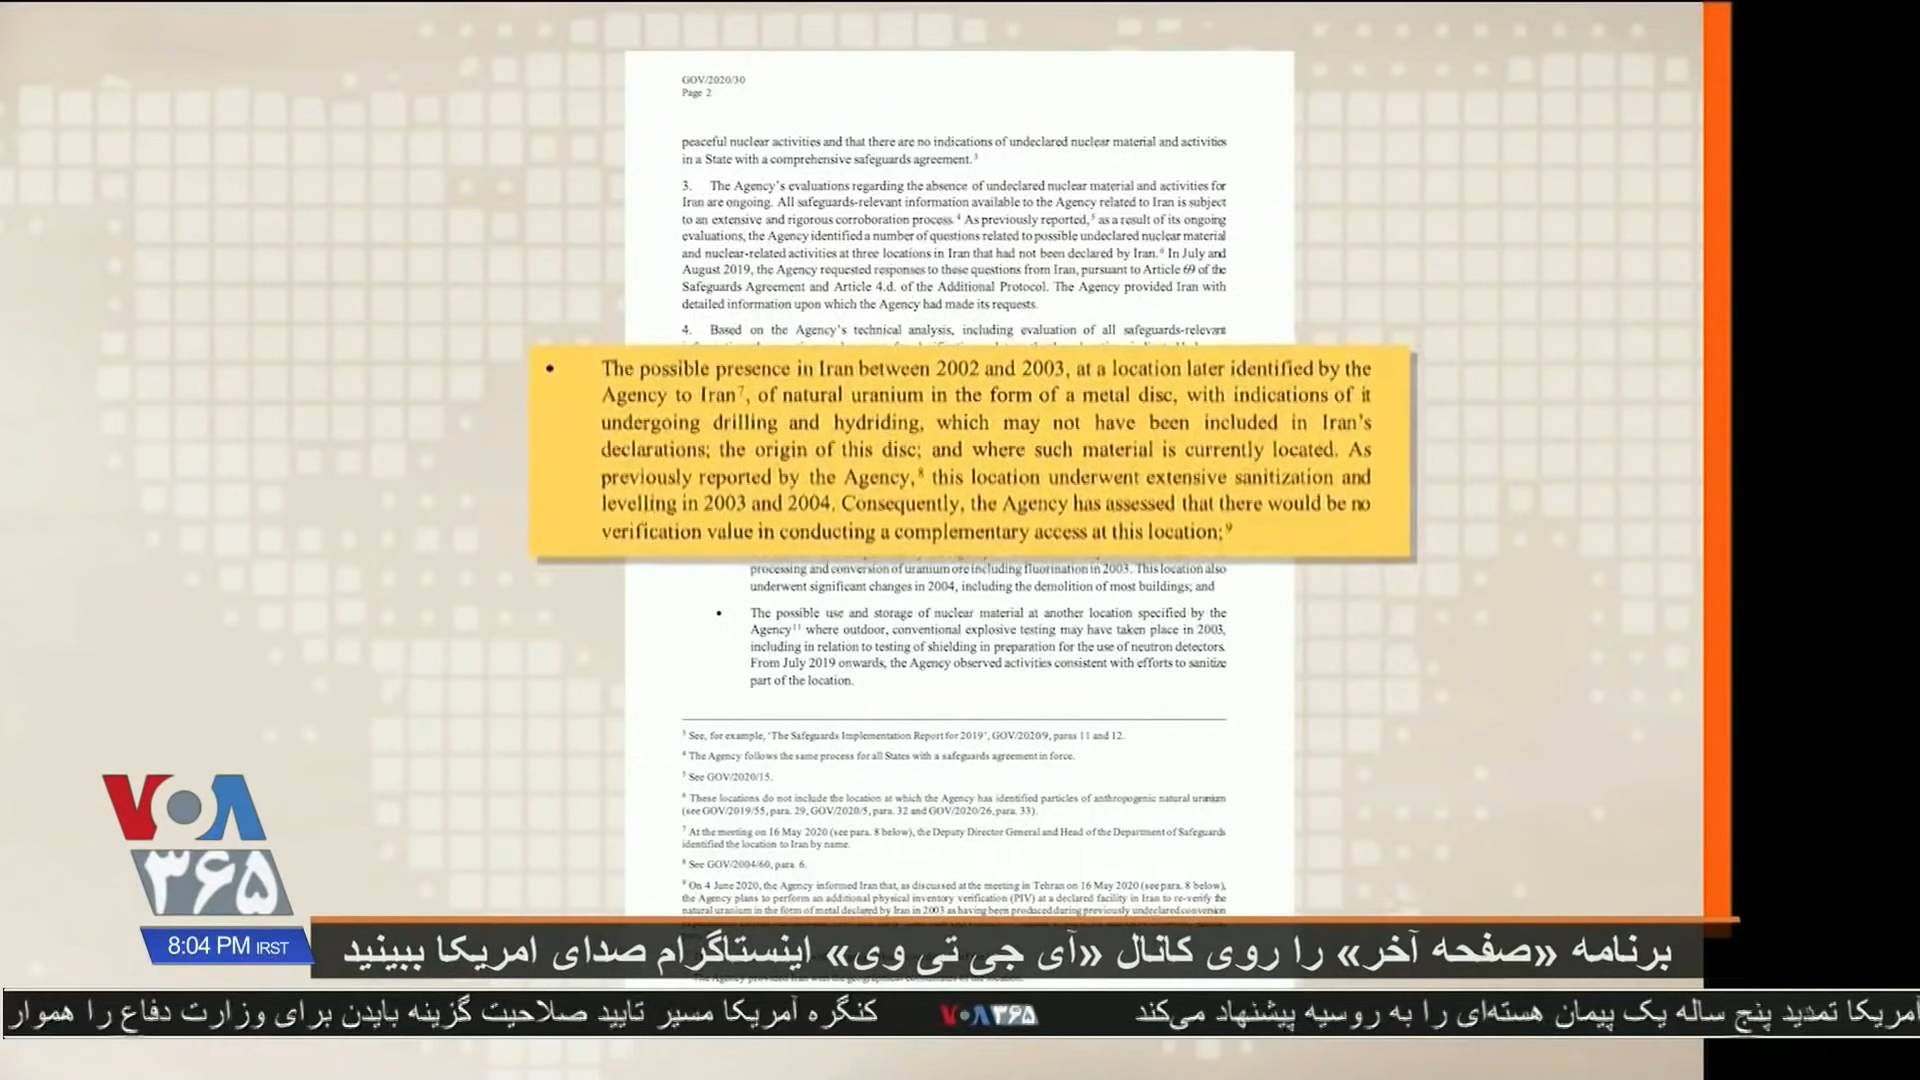 GOV/2020/30
Page 2
peaceful nuclear activities and that there are no indications of undeclared nuclear material and activities
in a State with a comprehensive safeguards agreement.³
3. The Agency's evaluations regarding the absence of undeclared nuclear material and activities for
Iran are ongoing. All safeguards-relevant information available to the Agency related to Iran is subject
to an extensive and rigorous corroboration process.⁴ As previously reported,⁵ as a result of its ongoing
evaluations, the Agency identified a number of questions related to possible undeclared nuclear material
and nuclear-related activities at three locations in Iran that had not been declared by Iran.⁶ In July and
August 2019, the Agency requested responses to these questions from Iran, pursuant to Article 69 of the
Safeguards Agreement and Article 4.d. of the Additional Protocol. The Agency provided Iran with
detailed information upon which the Agency had made its requests.
4. Based on the Agency's technical analysis, including evaluation of all safeguards-relevant
• The possible presence in Iran between 2002 and 2003, at a location later identified by the
Agency to Iran⁷, of natural uranium in the form of a metal disc, with indications of it
undergoing drilling and hydriding, which may not have been included in Iran's
declarations; the origin of this disc; and where such material is currently located. As
previously reported by the Agency,⁸ this location underwent extensive sanitization and
levelling in 2003 and 2004. Consequently, the Agency has assessed that there would be no
verification value in conducting a complementary access at this location;⁹
processing and conversion of uranium ore including fluorination in 2003. This location also
underwent significant changes in 2004, including the demolition of most buildings; and
• The possible use and storage of nuclear material at another location specified by the
Agency¹¹ where outdoor, conventional explosive testing may have taken place in 2003,
including in relation to testing of shielding in preparation for the use of neutron detectors.
From July 2019 onwards, the Agency observed activities consistent with efforts to sanitize
part of the location.
³ See, for example, 'The Safeguards Implementation Report for 2019', GOV/2020/9, paras 11 and 12.
⁴ The Agency follows the same process for all States with a safeguards agreement in force.
⁵ See GOV/2020/15.
⁶ These locations do not include the location at which the Agency has identified particles of anthropogenic natural uranium
(see GOV/2019/55, para. 29, GOV/2020/5, para. 32 and GOV/2020/26, para. 33).
⁷ At the meeting on 16 May 2020 (see para. 8 below), the Deputy Director General and Head of the Department of Safeguards
identified the location to Iran by name.
⁸ See GOV/2004/60, para. 6.
⁹ On 4 June 2020, the Agency informed Iran that, as discussed at the meeting in Tehran on 16 May 2020 (see para. 8 below),
the Agency plans to perform an additional physical inventory verification (PIV) at a declared facility in Iran to re-verify the
natural uranium in the form of metal declared by Iran in 2003 as having been produced during previously undeclared conversion
VOA
۳۶۵
8:04 PM IRST
برنامه «صفحه آخر» را روی کانال «آی جی تی وی» اینستاگرام صدای امریکا ببینید
آمریکا تمدید پنج ساله یک پیمان هسته‌ای را به روسیه پیشنهاد می‌کند VOA۳۶۵ کنگره آمریکا مسیر تایید صلاحیت گزینه بایدن برای وزارت دفاع را هموار